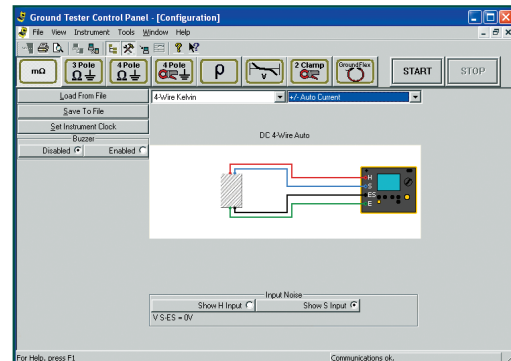 Ground Tester Control Panel - [Configuration]
File View Instrument Tools Window Help
mΩ
3 Pole
Ω
4 Pole
Ω
4 Pole
ρ
V
2 Clamp
GroundFlex
START
STOP
Load From File
4-Wire Kelvin
+/- Auto Current
Save To File
Set Instrument Clock
Buzzer
Disabled
Enabled
DC 4-Wire Auto
H
S
ES
E
Input Noise
Show H Input
Show S Input
V S-ES = 0V
For Help, press F1
Communications ok.